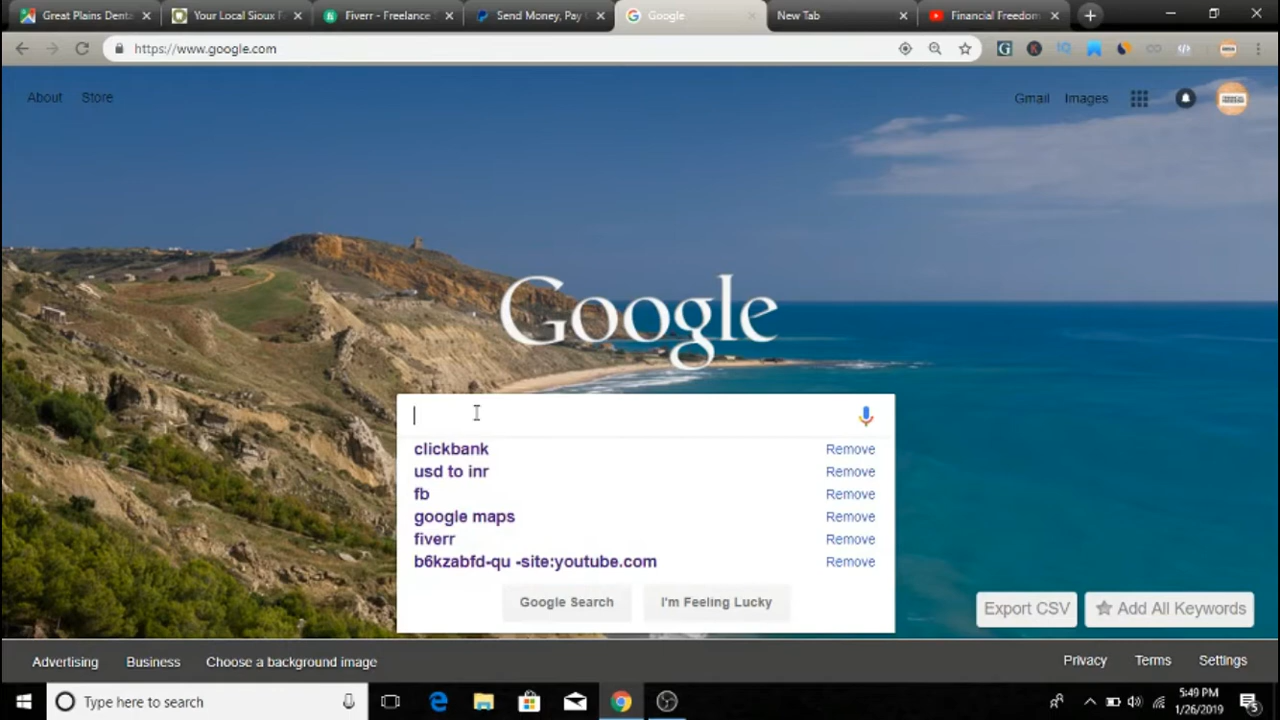 Great Plains Denta
Your Local Sioux F
Fiverr - Freelance
Send Money, Pay
Google
New Tab
Financial Freedom
https://www.google.com
About Store
Gmail Images
Google
clickbank Remove
usd to inr Remove
fb Remove
google maps Remove
fiverr Remove
b6kzabfd-qu -site:youtube.com Remove
Google Search I'm Feeling Lucky
Export CSV Add All Keywords
Advertising Business Choose a background image
Privacy Terms Settings
Type here to search
5:49 PM
1/26/2019
5